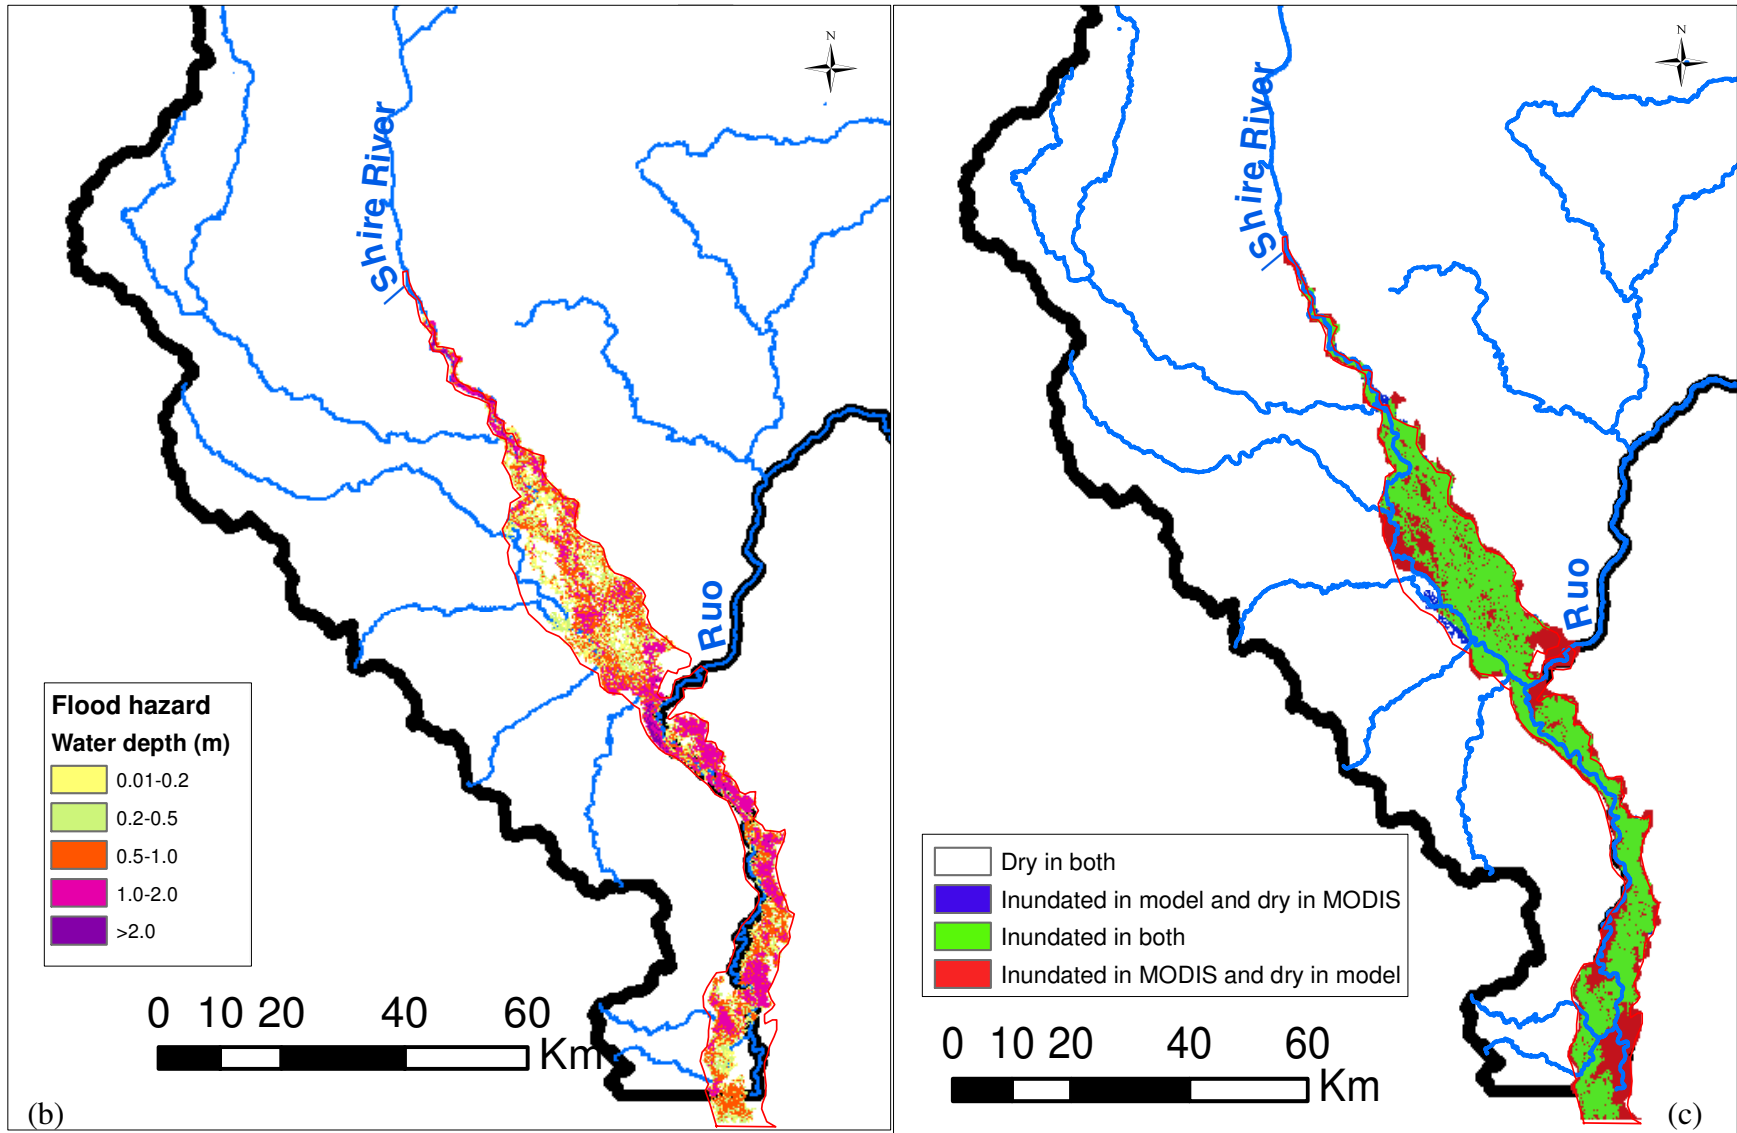 N
Shire River
Ruo
Flood hazard
Water depth (m)
0.01-0.2
0.2-0.5
0.5-1.0
1.0-2.0
>2.0
0 10 20 40 60
Km
(b)
N
Shire River
Ruo
Dry in both
Inundated in model and dry in MODIS
Inundated in both
Inundated in MODIS and dry in model
0 10 20 40 60
Km
(c)